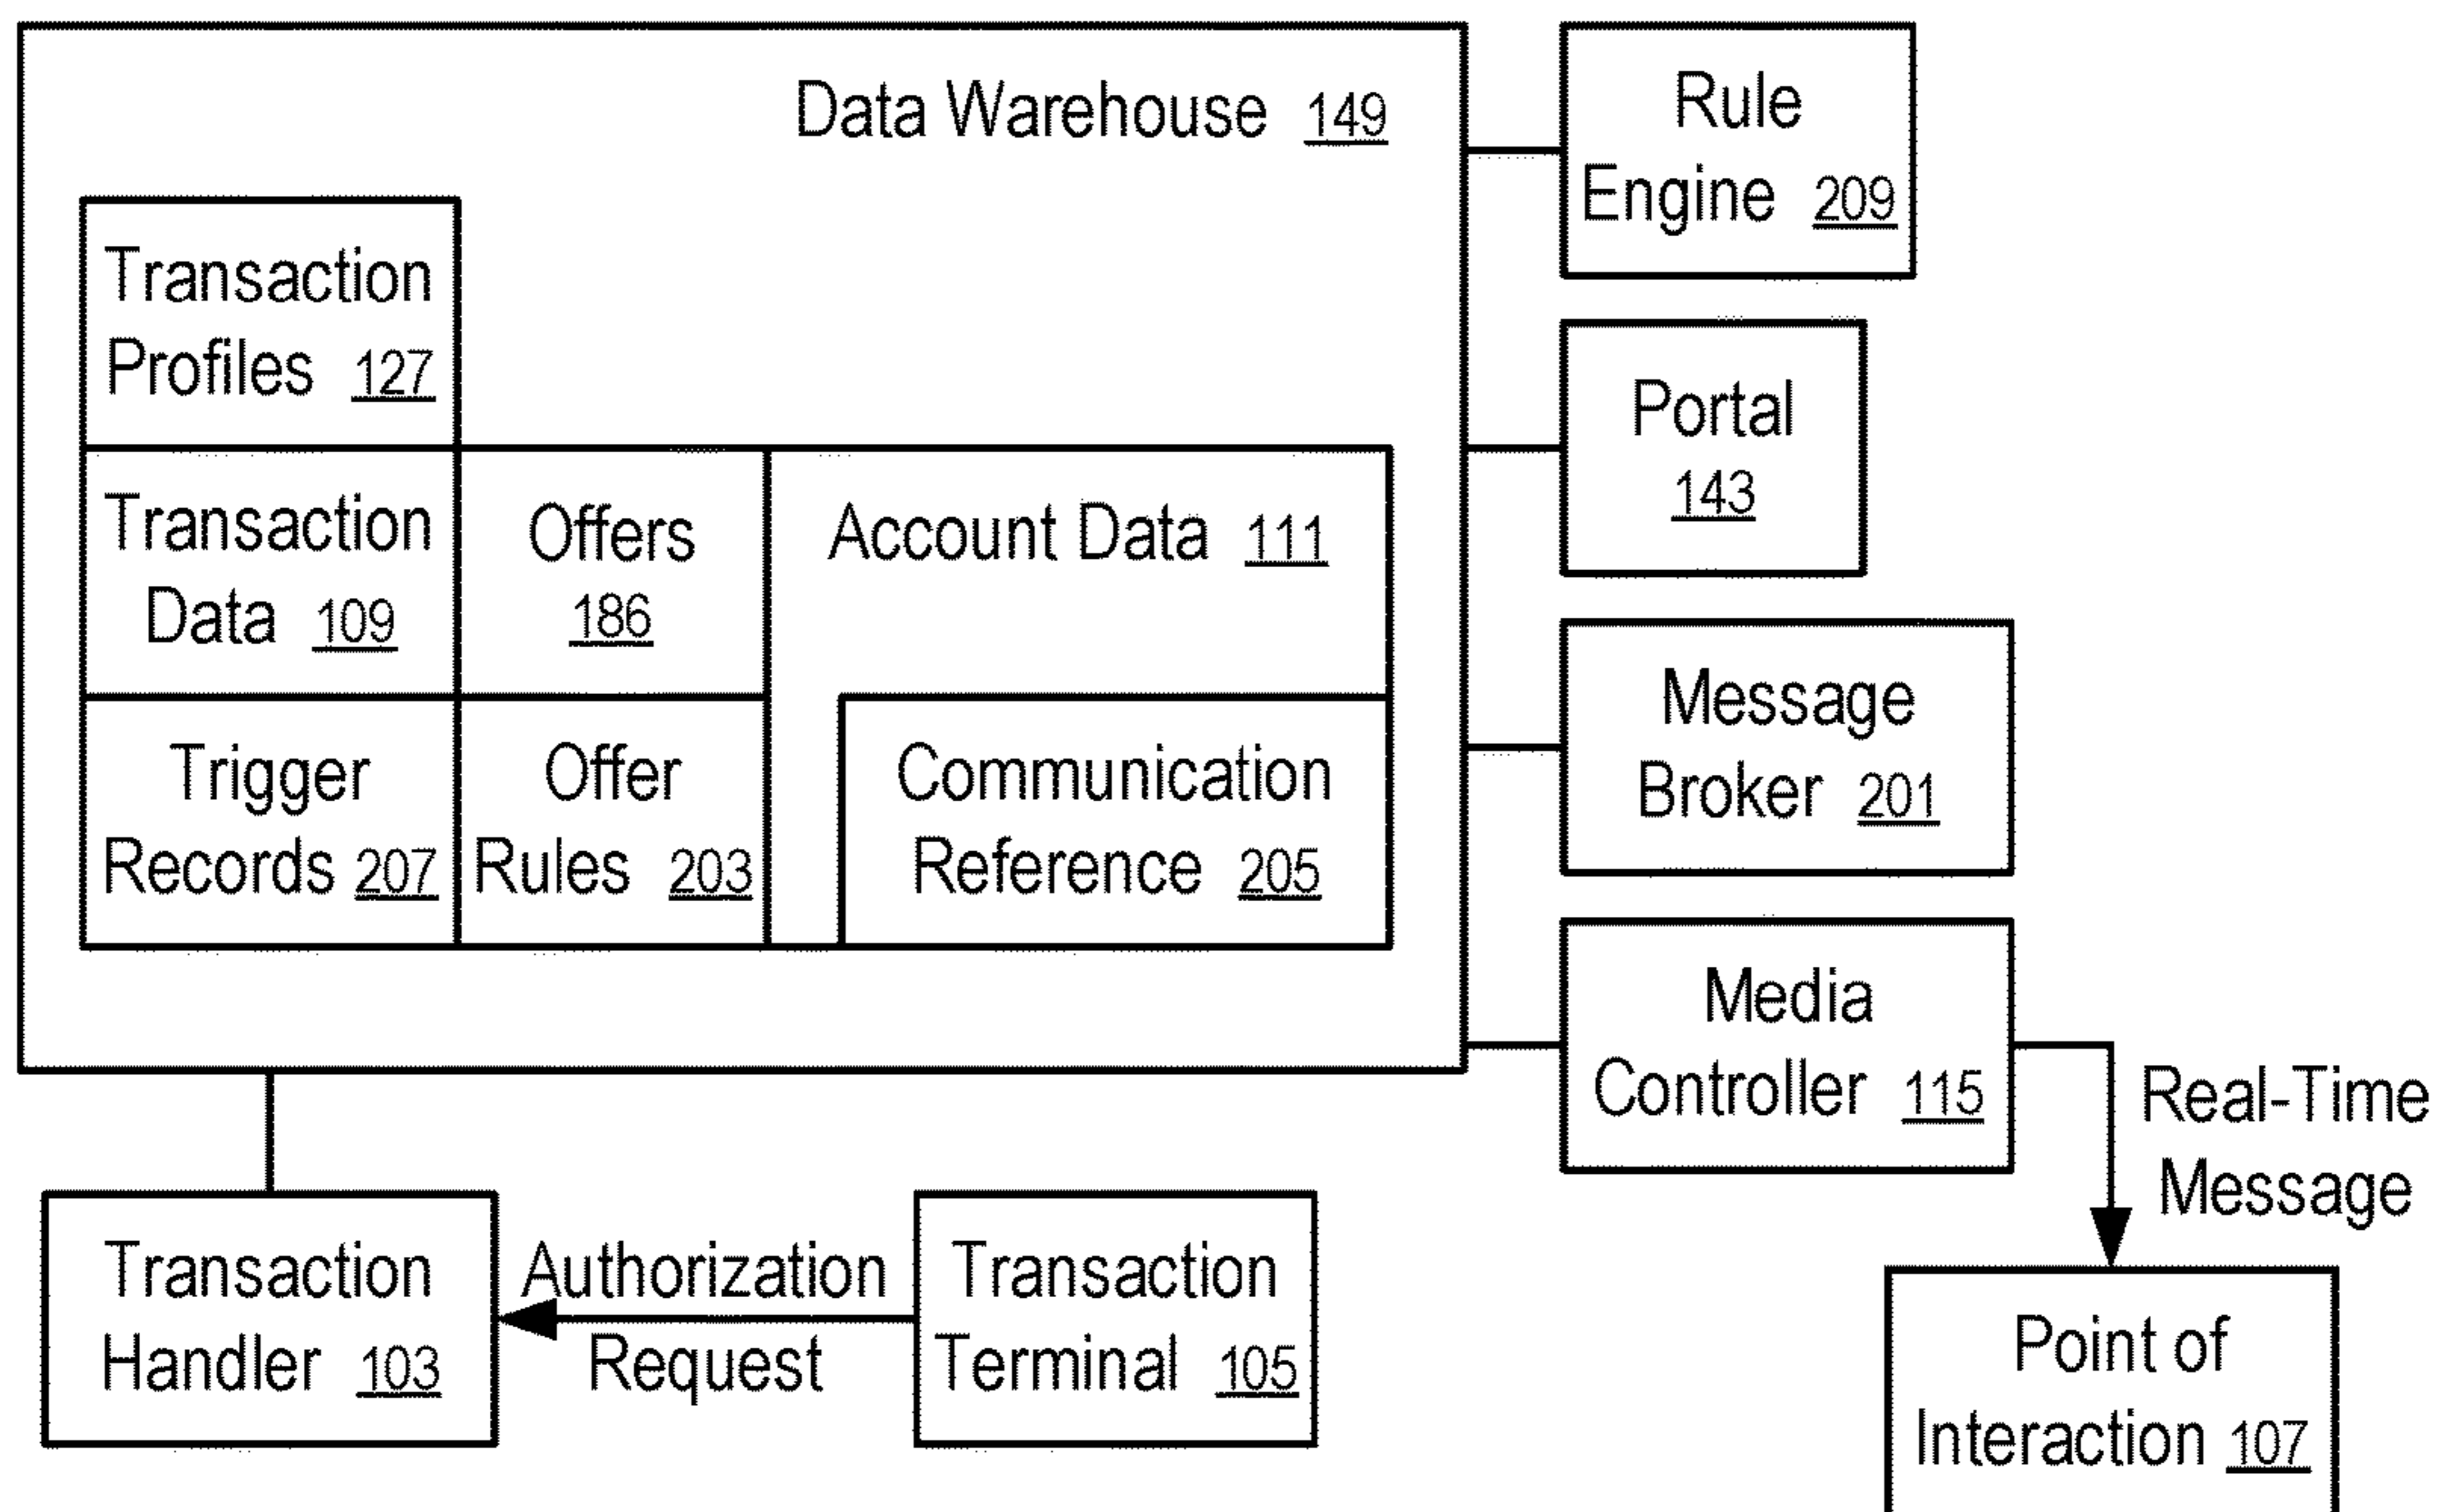 Data Warehouse 149
Transaction
Profiles 127
Transaction
Data 109
Offers
186
Account Data 111
Trigger
Records 207
Offer
Rules 203
Communication
Reference 205
Rule
Engine 209
Portal
143
Message
Broker 201
Media
Controller 115
Real-Time
Message
Transaction
Handler 103
Authorization
Request
Transaction
Terminal 105
Point of
Interaction 107